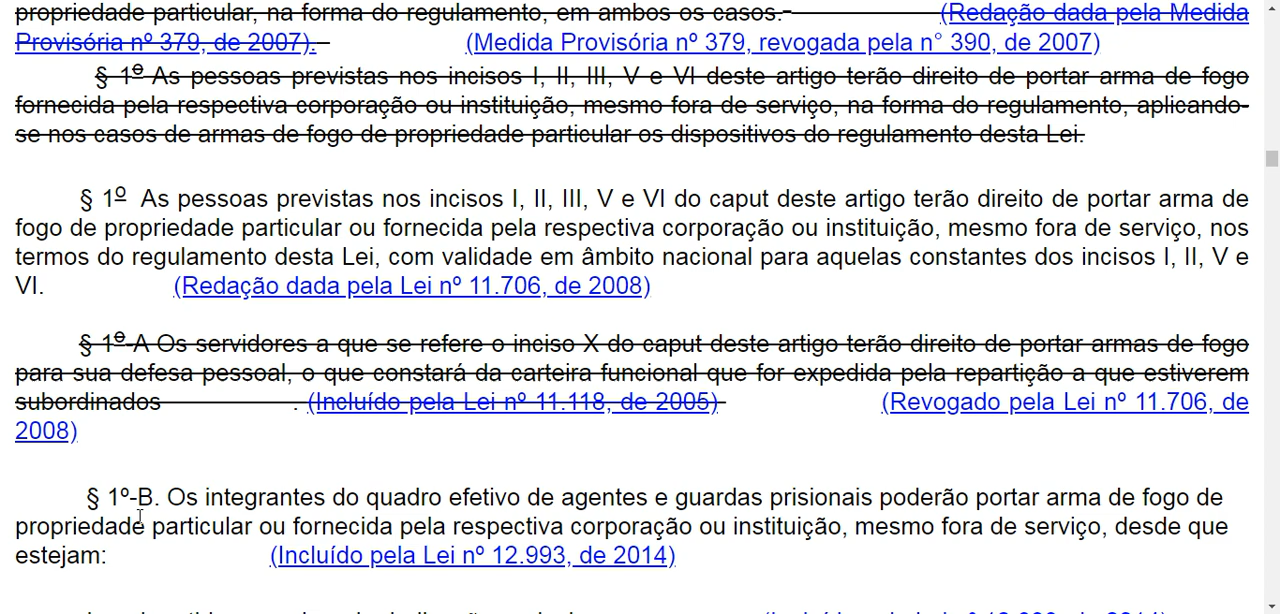 propriedade particular, na forma do regulamento, em ambos os casos. (Redação dada pela Medida
Provisória nº 379, de 2007). (Medida Provisória nº 379, revogada pela n° 390, de 2007)
§ 1º As pessoas previstas nos incisos I, II, III, V e VI deste artigo terão direito de portar arma de fogo
fornecida pela respectiva corporação ou instituição, mesmo fora de serviço, na forma do regulamento, aplicando-
se nos casos de armas de fogo de propriedade particular os dispositivos do regulamento desta Lei.
§ 1º As pessoas previstas nos incisos I, II, III, V e VI do caput deste artigo terão direito de portar arma de
fogo de propriedade particular ou fornecida pela respectiva corporação ou instituição, mesmo fora de serviço, nos
termos do regulamento desta Lei, com validade em âmbito nacional para aquelas constantes dos incisos I, II, V e
VI. (Redação dada pela Lei nº 11.706, de 2008)
§ 1º-A Os servidores a que se refere o inciso X do caput deste artigo terão direito de portar armas de fogo
para sua defesa pessoal, o que constará da carteira funcional que for expedida pela repartição a que estiverem
subordinados . (Incluído pela Lei nº 11.118, de 2005) (Revogado pela Lei nº 11.706, de
2008)
§ 1º-B. Os integrantes do quadro efetivo de agentes e guardas prisionais poderão portar arma de fogo de
propriedade particular ou fornecida pela respectiva corporação ou instituição, mesmo fora de serviço, desde que
estejam: (Incluído pela Lei nº 12.993, de 2014)